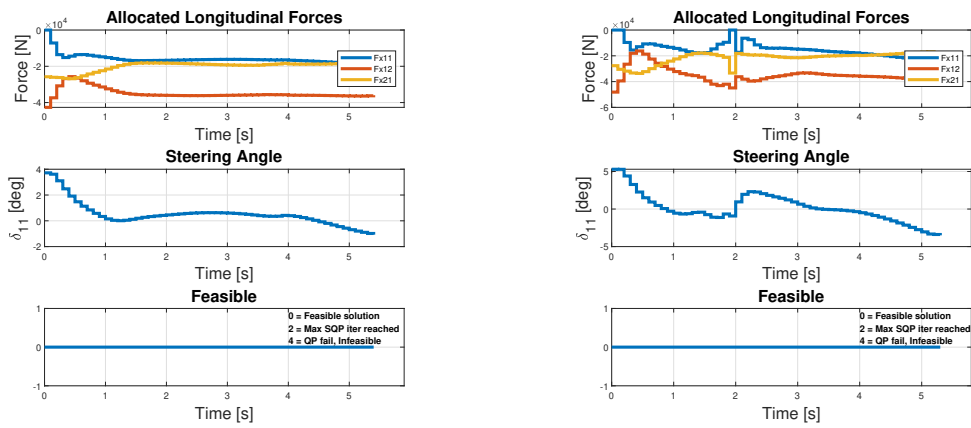 Allocated Longitudinal Forces
×10⁴
Force [N]
0
-2
-4
Fx11
Fx12
Fx21
0 1 2 3 4 5
Time [s]
Steering Angle
δ11 [deg]
4
2
0
-2
0 1 2 3 4 5
Time [s]
Feasible
1
0
-1
0 = Feasible solution
2 = Max SQP iter reached
4 = QP fail, Infeasible
0 1 2 3 4 5
Time [s]
Allocated Longitudinal Forces
×10⁴
Force [N]
0
-2
-4
-6
Fx11
Fx12
Fx21
0 1 2 3 4 5
Time [s]
Steering Angle
δ11 [deg]
5
0
-5
0 1 2 3 4 5
Time [s]
Feasible
1
0
-1
0 = Feasible solution
2 = Max SQP iter reached
4 = QP fail, Infeasible
0 1 2 3 4 5
Time [s]